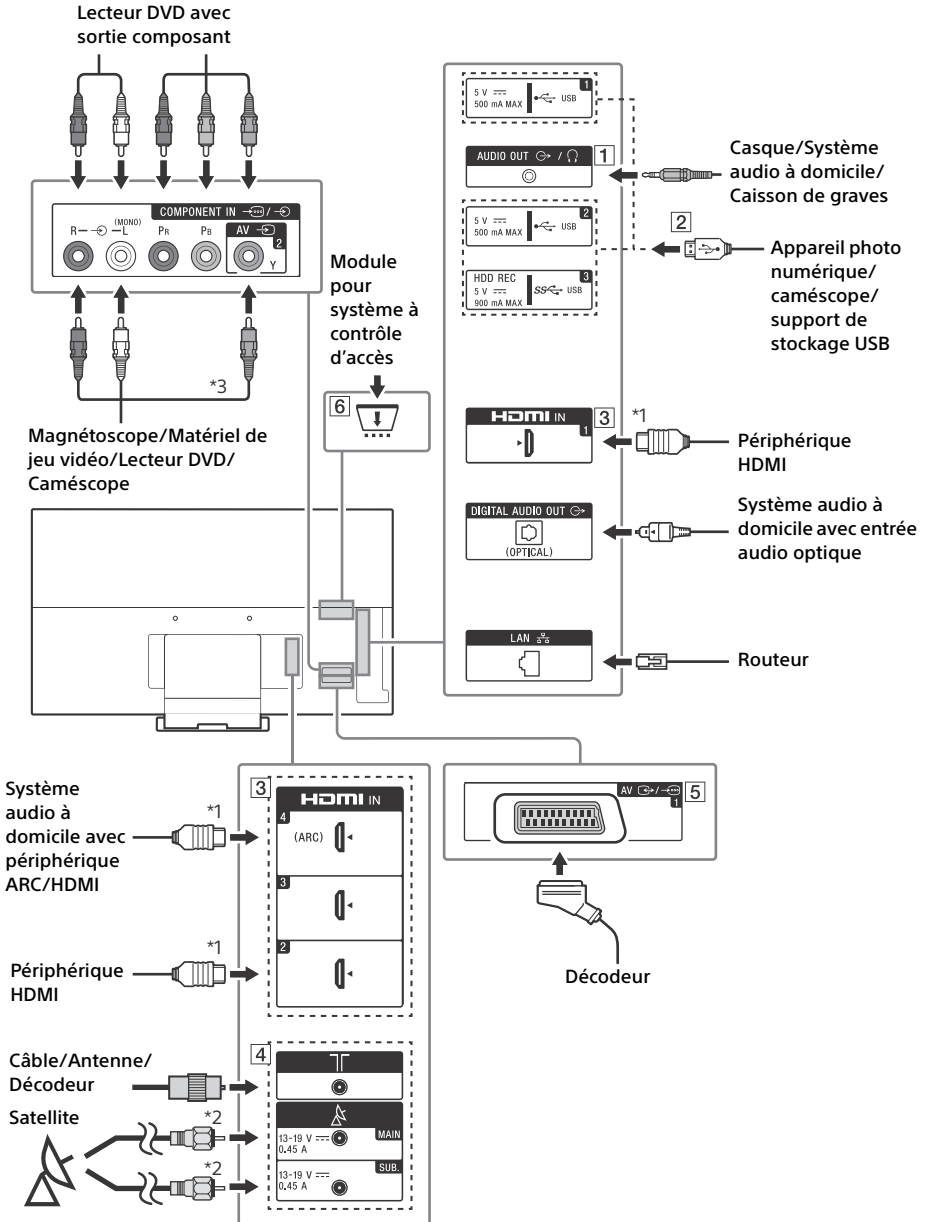 Lecteur DVD avec
sortie composant
5 V
500 mA MAX
USB
1
AUDIO OUT
/
1
Casque/Système
audio à domicile/
Caisson de graves
COMPONENT IN
/
R
(MONO)
L
PR
PB
AV
2
Y
5 V
500 mA MAX
USB
2
2
Appareil photo
numérique/
caméscope/
support de
stockage USB
HDD REC
5 V
900 mA MAX
SS
USB
3
Module
pour
système à
contrôle
d'accès
*3
6
Magnétoscope/Matériel de
jeu vidéo/Lecteur DVD/
Caméscope
HDMI IN
1
3
*1
Périphérique
HDMI
DIGITAL AUDIO OUT
(OPTICAL)
Système audio à
domicile avec entrée
audio optique
LAN
Routeur
Système
audio à
domicile avec
périphérique
ARC/HDMI
*1
3
HDMI IN
4
(ARC)
3
2
*1
Périphérique
HDMI
AV
/
1
5
Décodeur
Câble/Antenne/
Décodeur
4
Satellite
*2
13-19 V
0.45 A
MAIN
*2
13-19 V
0.45 A
SUB.